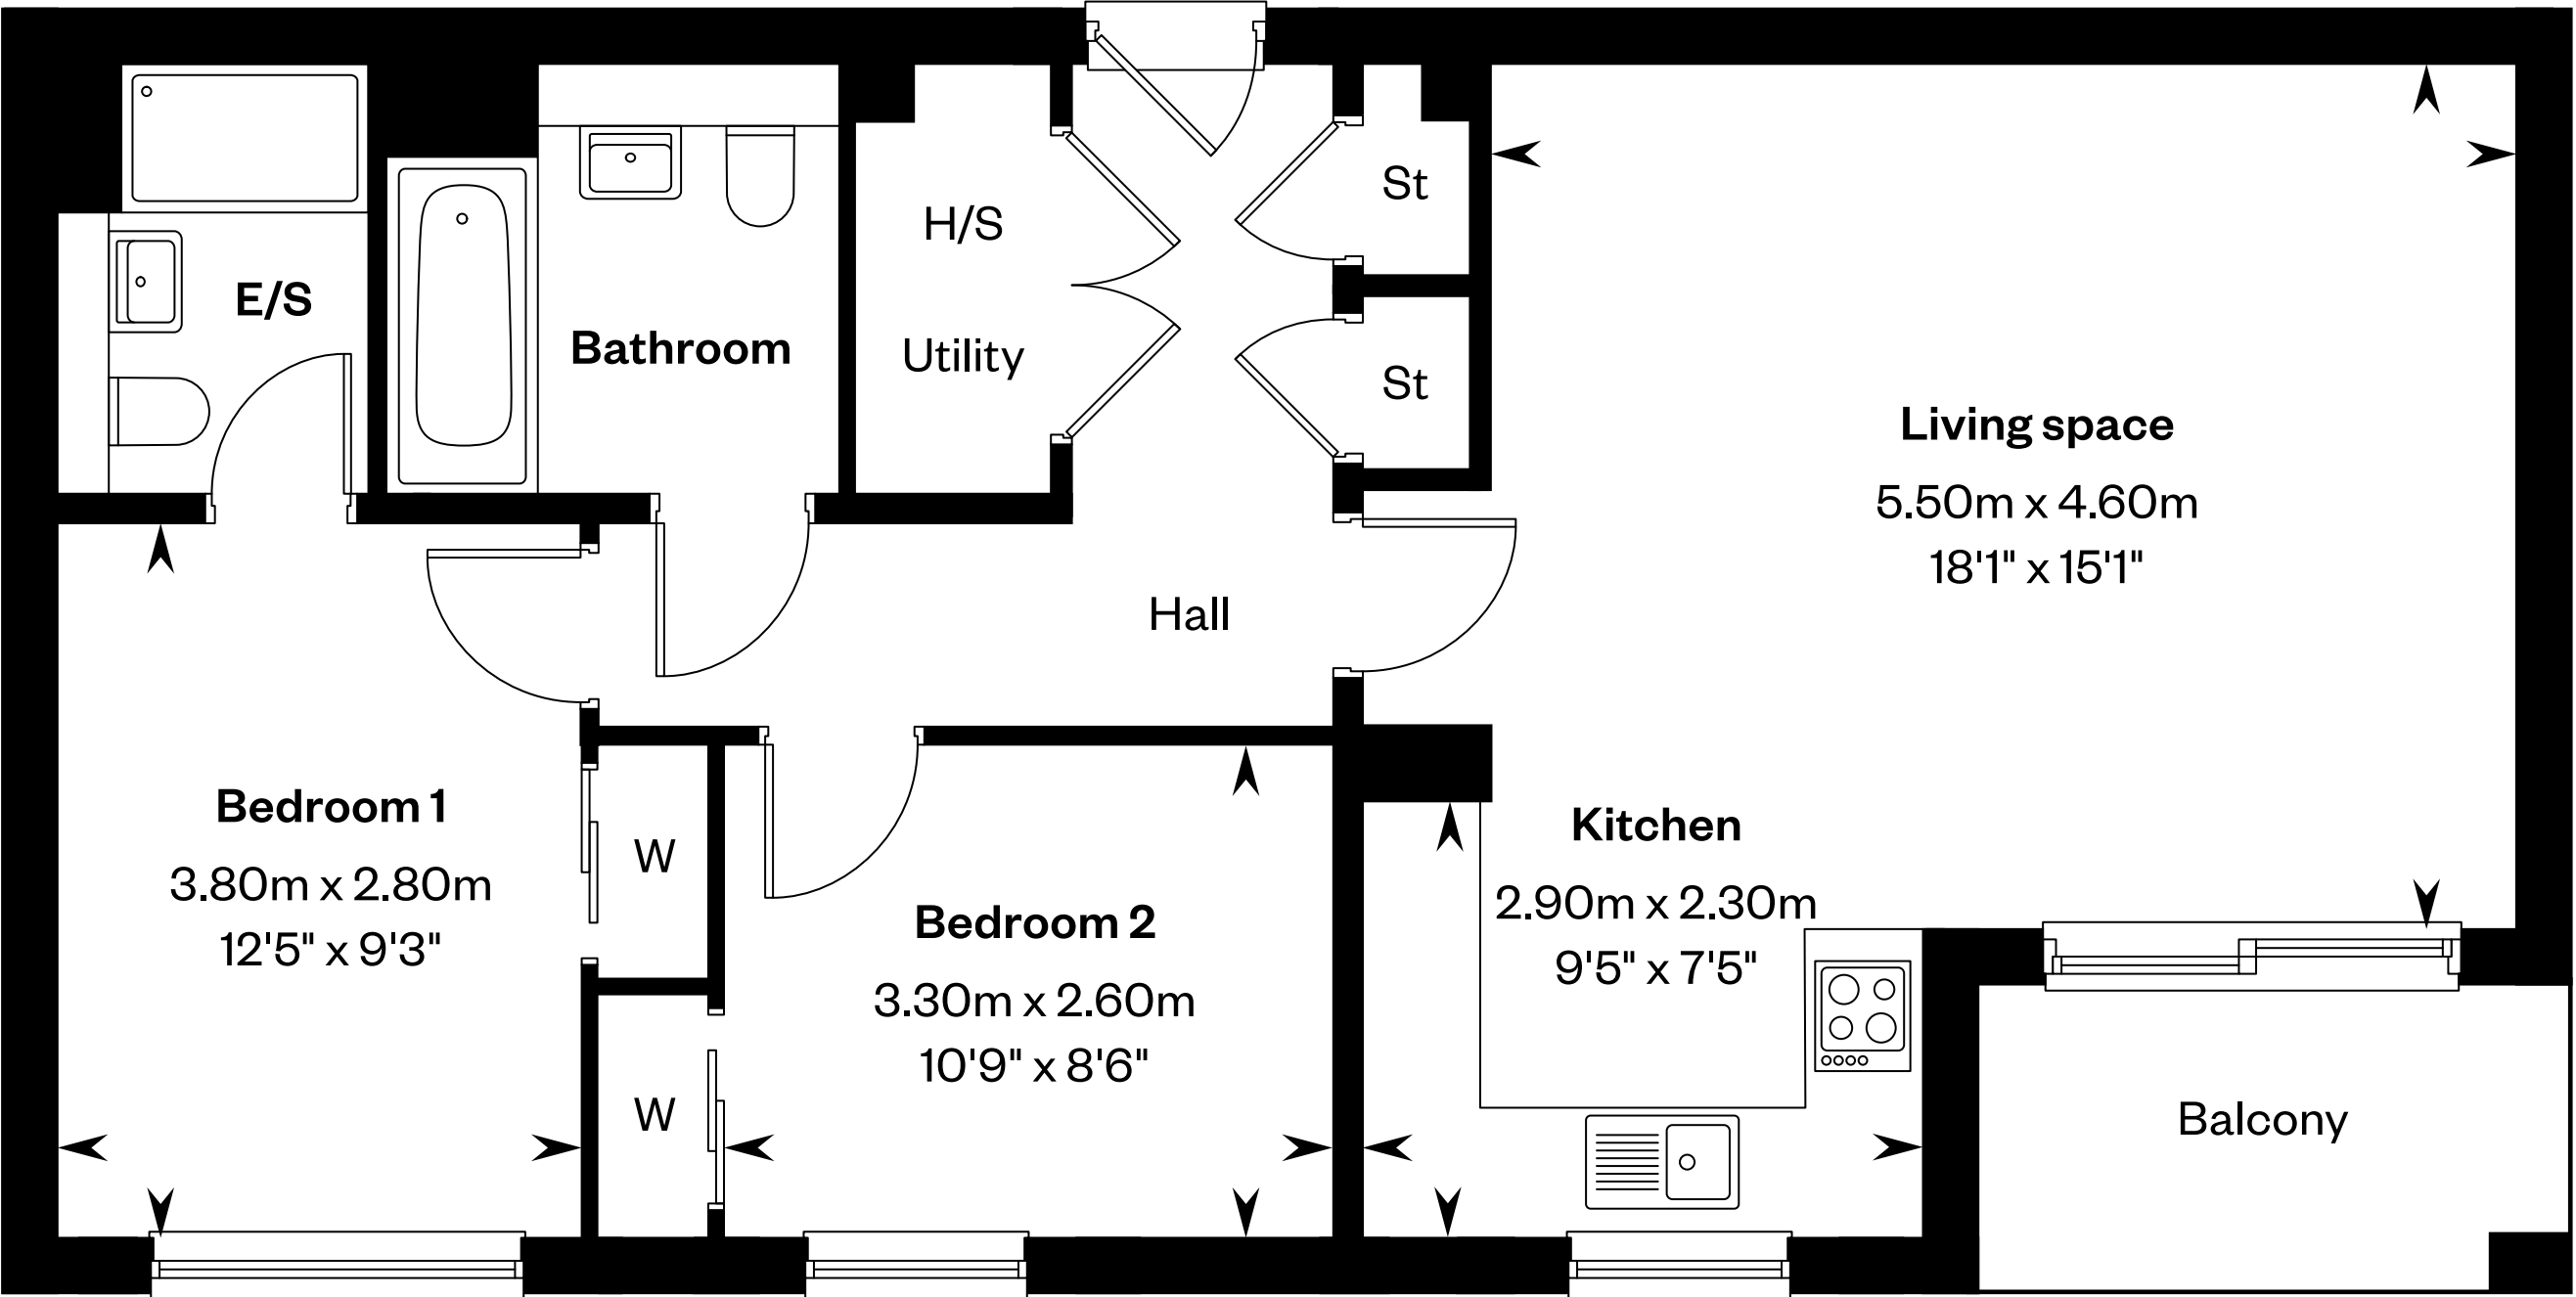 E/S
Bathroom
H/S
Utility
St
St
Living space
5.50m x 4.60m
18'1" x 15'1"
Hall
Bedroom 1
3.80m x 2.80m
12'5" x 9'3"
W
W
Bedroom 2
3.30m x 2.60m
10'9" x 8'6"
Kitchen
2.90m x 2.30m
9'5" x 7'5"
Balcony